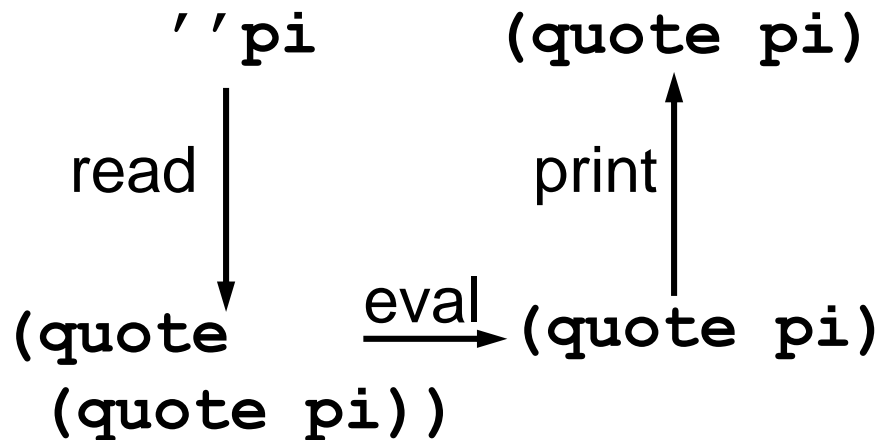 ''pi (quote pi)
read print
eval
(quote (quote pi)
(quote pi))